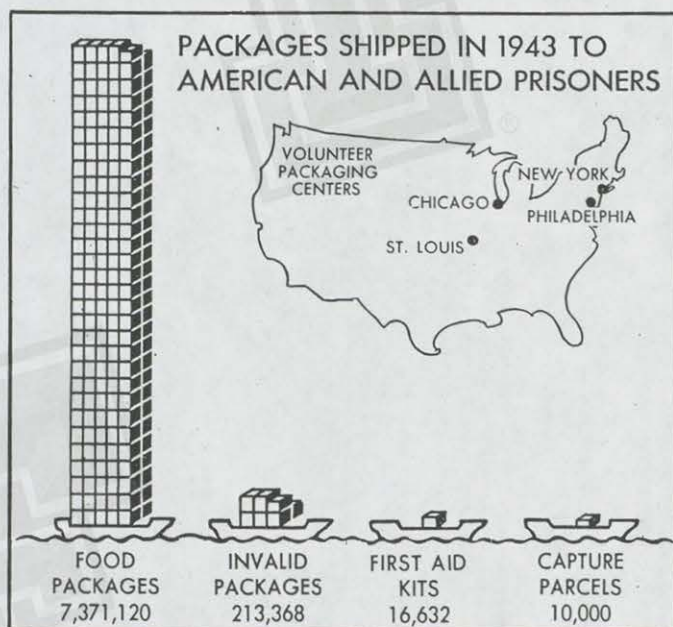 PACKAGES SHIPPED IN 1943 TO
AMERICAN AND ALLIED PRISONERS
VOLUNTEER
PACKAGING
CENTERS
NEW YORK
CHICAGO
PHILADELPHIA
ST. LOUIS
FOOD
PACKAGES
7,371,120
INVALID
PACKAGES
213,368
FIRST AID
KITS
16,632
CAPTURE
PARCELS
10,000
®